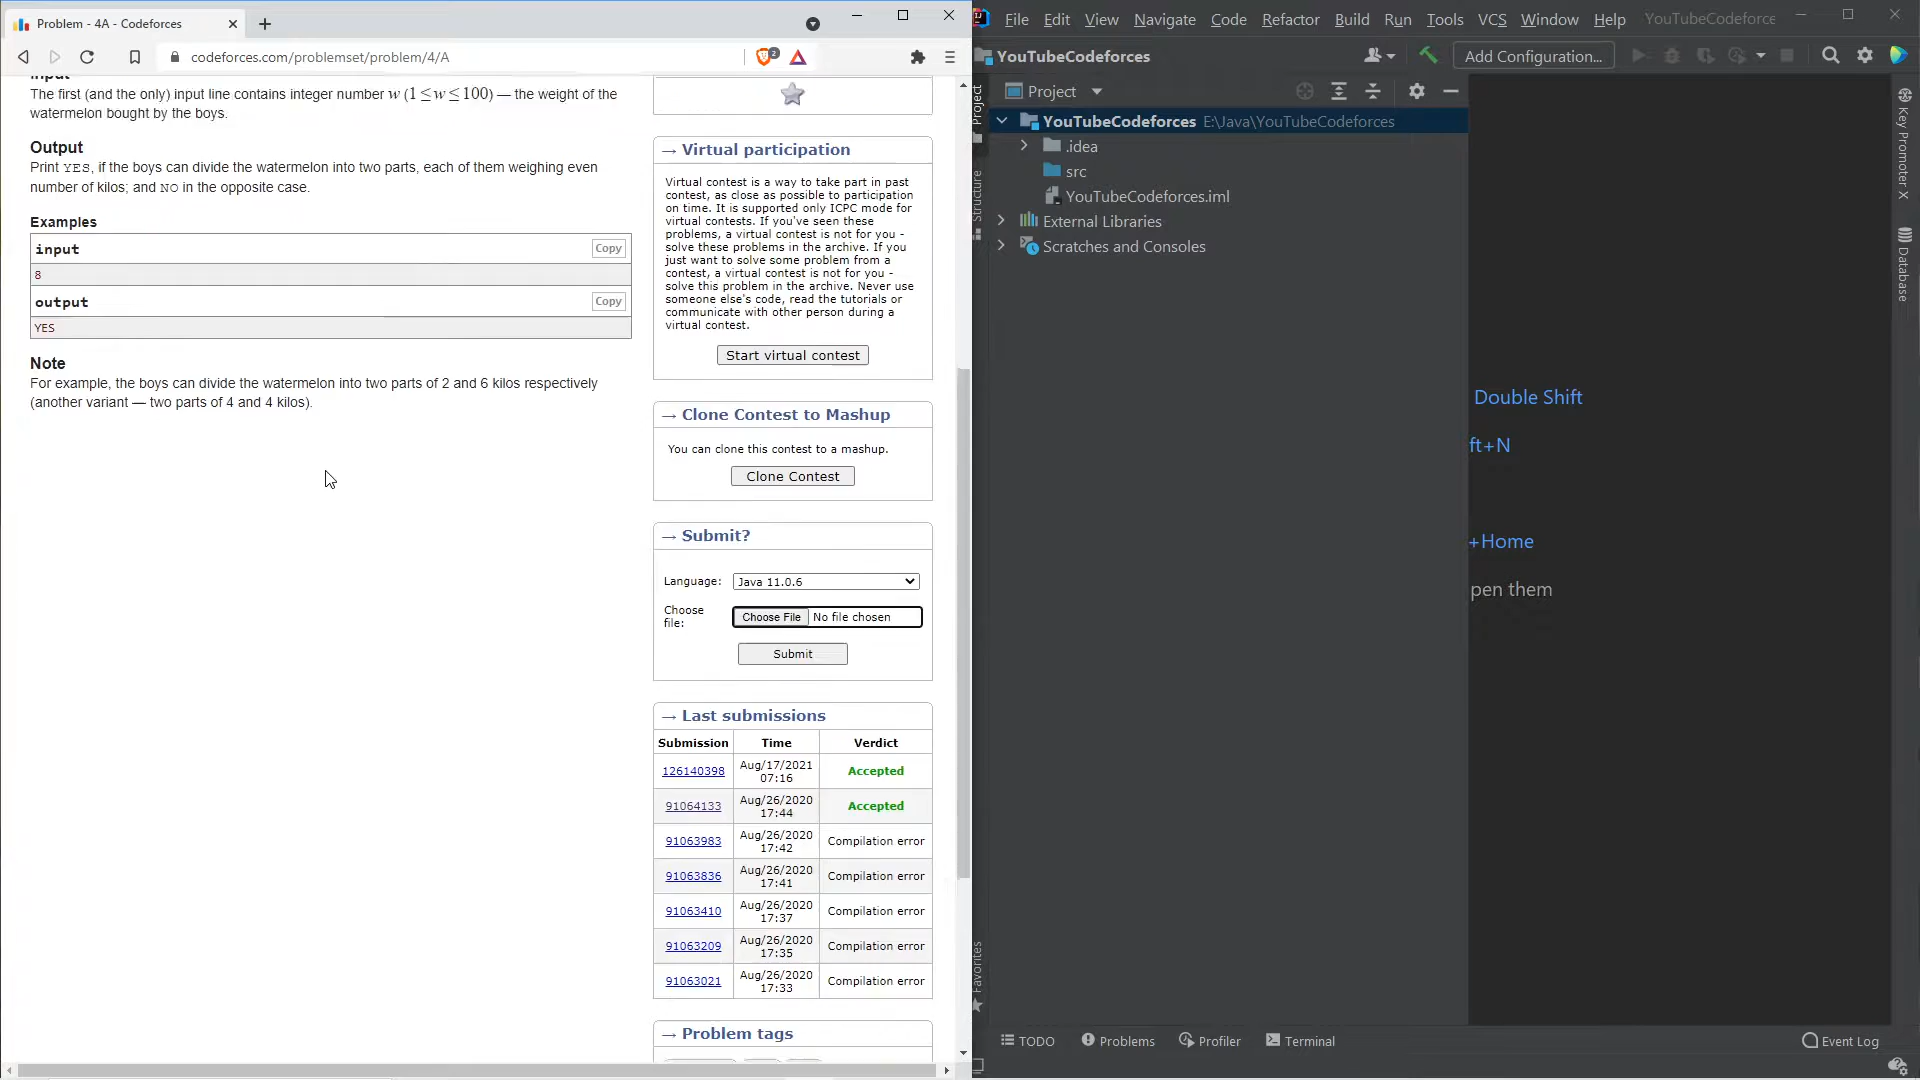 Problem - 4A - Codeforces
codeforces.com/problemset/problem/4/A
2
Input
The first (and the only) input line contains integer number w (1 ≤ w ≤ 100) — the weight of the
watermelon bought by the boys.
Output
Print YES, if the boys can divide the watermelon into two parts, each of them weighing even
number of kilos; and NO in the opposite case.
Examples
input
Copy
8
output
Copy
YES
Note
For example, the boys can divide the watermelon into two parts of 2 and 6 kilos respectively
(another variant — two parts of 4 and 4 kilos).
→ Virtual participation
Virtual contest is a way to take part in past
contest, as close as possible to participation
on time. It is supported only ICPC mode for
virtual contests. If you've seen these
problems, a virtual contest is not for you -
solve these problems in the archive. If you
just want to solve some problem from a
contest, a virtual contest is not for you -
solve this problem in the archive. Never use
someone else's code, read the tutorials or
communicate with other person during a
virtual contest.
Start virtual contest
→ Clone Contest to Mashup
You can clone this contest to a mashup.
Clone Contest
→ Submit?
Language:
Java 11.0.6
Choose
file:
Choose File
No file chosen
Submit
→ Last submissions
Submission Time Verdict
126140398 Aug/17/2021 07:16 Accepted
91064133 Aug/26/2020 17:44 Accepted
91063983 Aug/26/2020 17:42 Compilation error
91063836 Aug/26/2020 17:41 Compilation error
91063410 Aug/26/2020 17:37 Compilation error
91063209 Aug/26/2020 17:35 Compilation error
91063021 Aug/26/2020 17:33 Compilation error
→ Problem tags
File Edit View Navigate Code Refactor Build Run Tools VCS Window Help YouTubeCodeforce
YouTubeCodeforces
Add Configuration...
Project
Project
YouTubeCodeforces E:\Java\YouTubeCodeforces
.idea
src
YouTubeCodeforces.iml
External Libraries
Scratches and Consoles
Structure
Favorites
Double Shift
ft+N
+Home
pen them
Key Promoter X
Database
TODO
Problems
Profiler
Terminal
Event Log